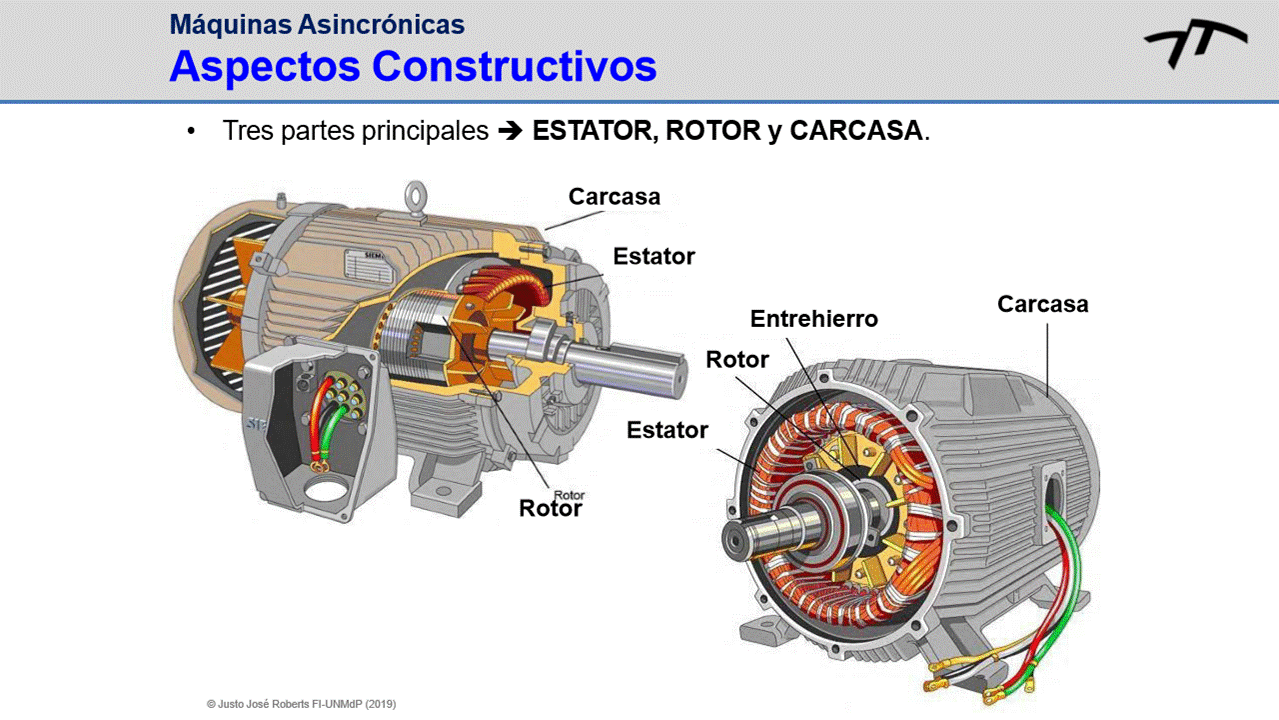 Máquinas Asincrónicas
Aspectos Constructivos
• Tres partes principales ➔ ESTATOR, ROTOR y CARCASA.
Carcasa
Estator
Rotor
Rotor
Entrehierro
Carcasa
Rotor
Estator
© Justo José Roberts FI-UNMdP (2019)